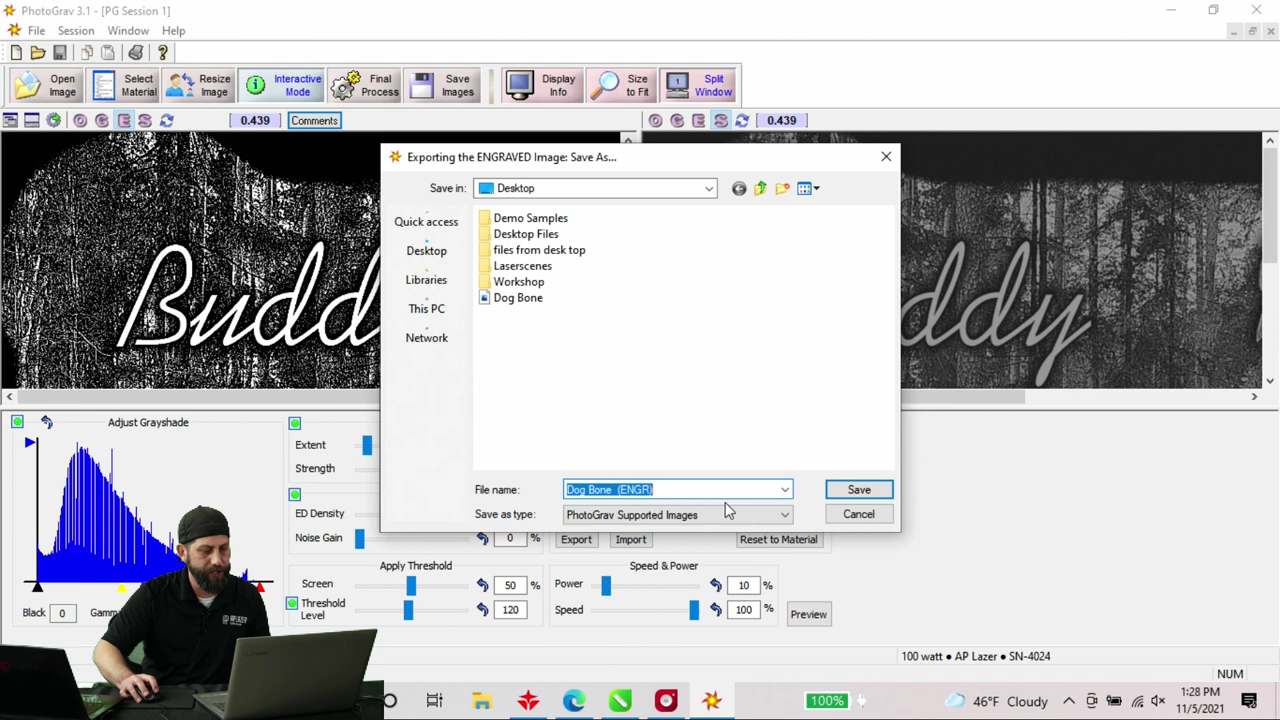 PhotoGrav 3.1 - [PG Session 1]
File Session Window Help
Open Image
Select Material
Resize Image
Interactive Mode
Final Process
Save Images
Display Info
Size to Fit
Split Window
0.439 Comments
0.439
Buddy
Exporting the ENGRAVED Image: Save As...
Save in: Desktop
Quick access
Desktop
Libraries
This PC
Network
Demo Samples
Desktop Files
files from desk top
Laserscenes
Workshop
Dog Bone
File name: Dog Bone (ENGR) Save
Save as type: PhotoGrav Supported Images Cancel
Adjust Grayshade
Black 0
Extent
Strength
ED Density
Noise Gain 0 %
Export Import Reset to Material
Apply Threshold
Screen 50 %
Threshold Level 120
Speed & Power
Power 10 %
Speed 100 %
Preview
100 watt ● AP Lazer ● SN-4024
NUM
100% 46°F Cloudy
1:28 PM
11/5/2021